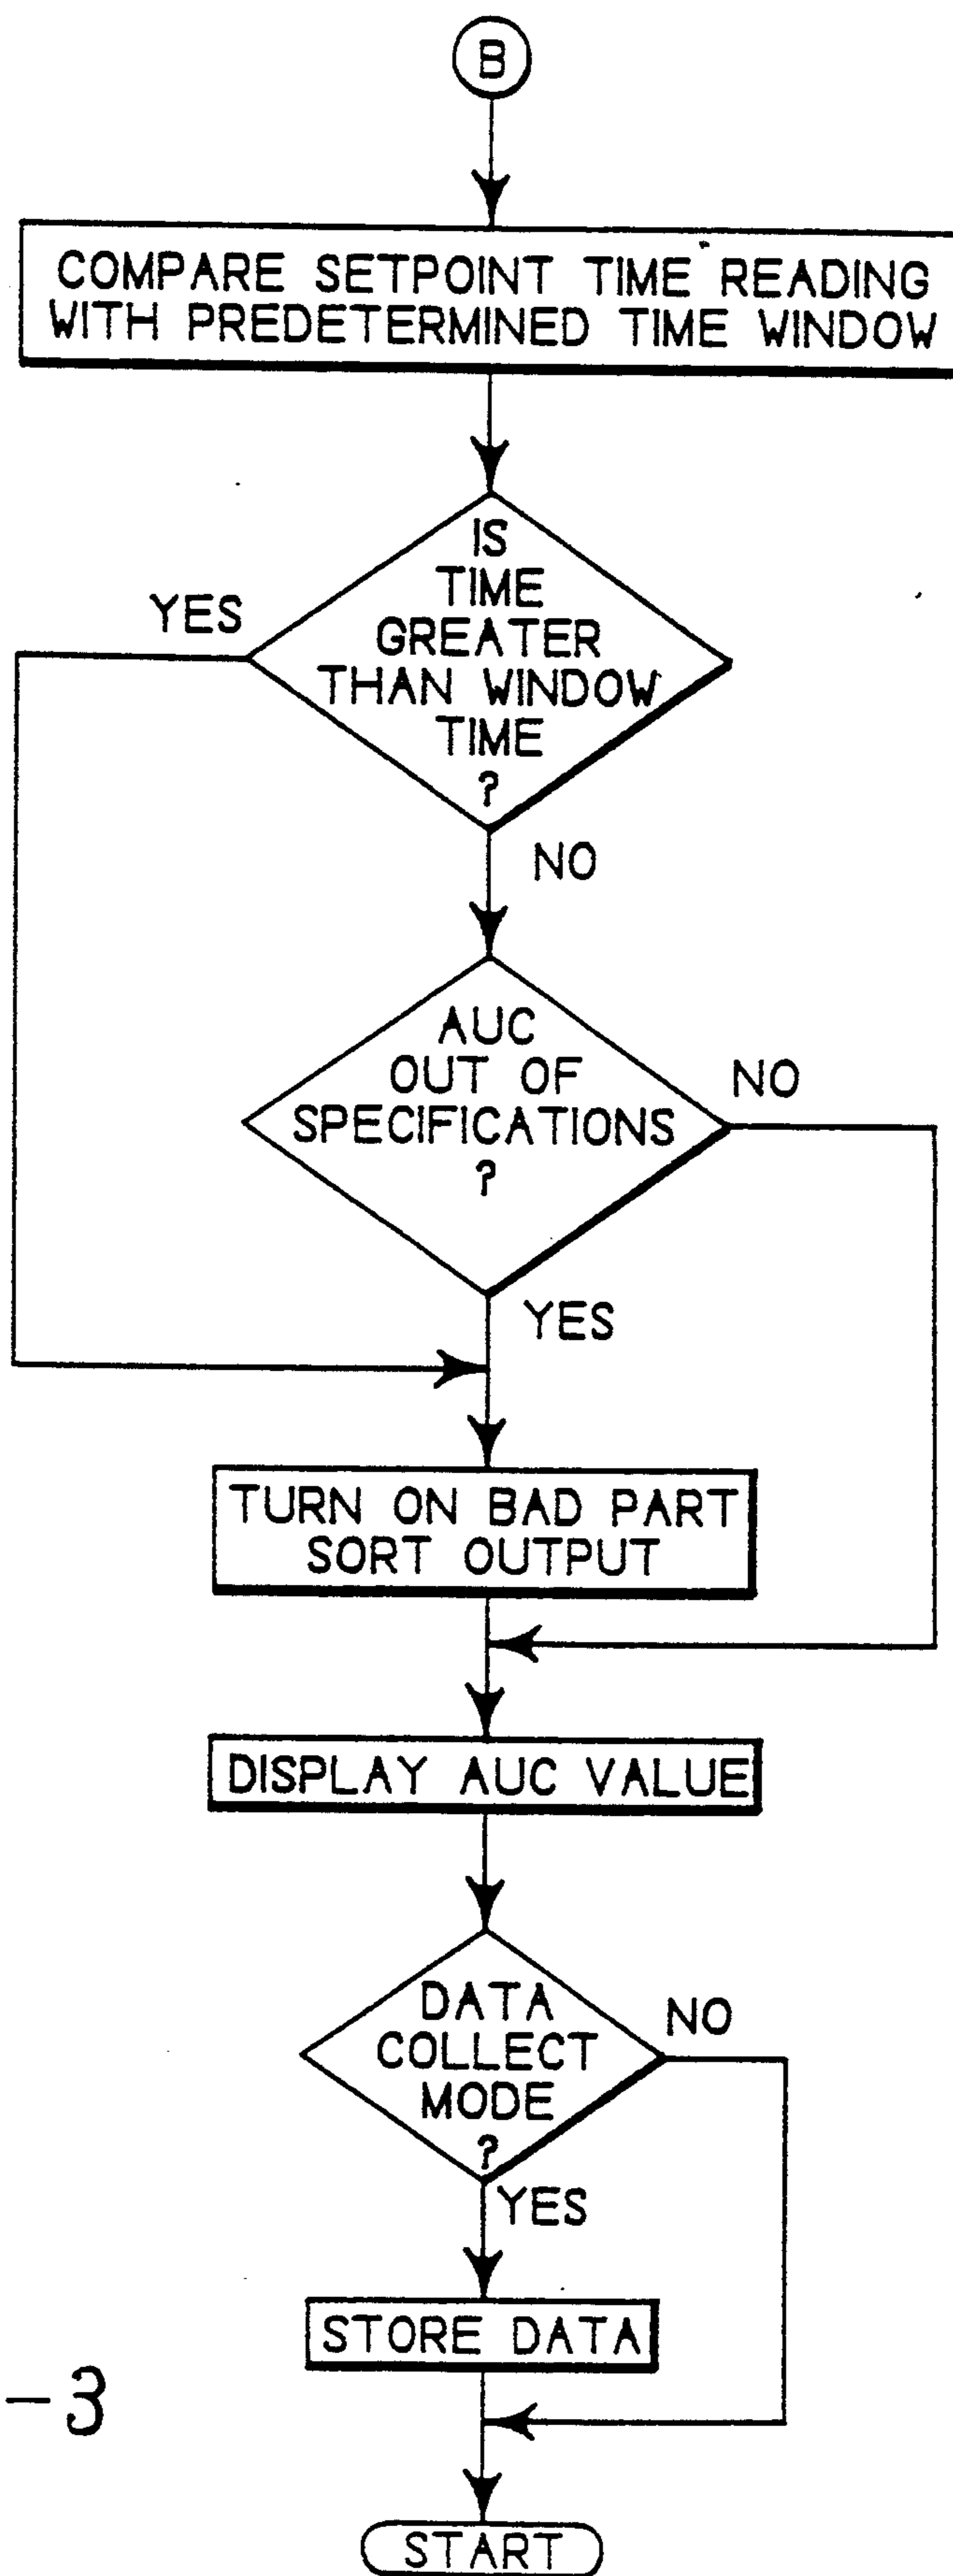 B
COMPARE SETPOINT TIME READING
WITH PREDETERMINED TIME WINDOW
IS
TIME
GREATER
THAN WINDOW
TIME
?
YES
NO
AUC
OUT OF
SPECIFICATIONS
?
NO
YES
TURN ON BAD PART
SORT OUTPUT
DISPLAY AUC VALUE
DATA
COLLECT
MODE
?
NO
YES
STORE DATA
-3
START